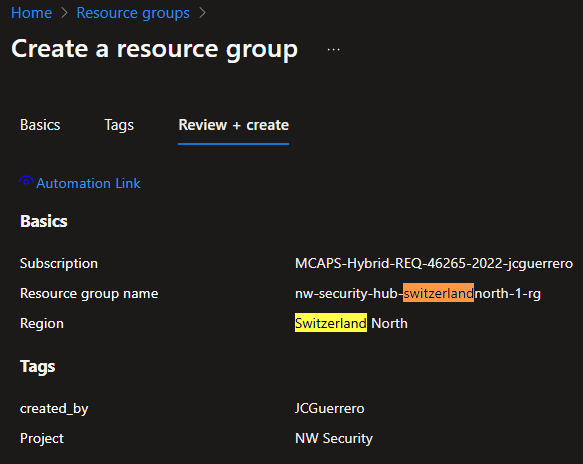 Home > Resource groups >
Create a resource group ...
Basics Tags Review + create
Automation Link
Basics
Subscription MCAPS-Hybrid-REQ-46265-2022-jcguerrero
Resource group name nw-security-hub-switzerlandnorth-1-rg
Region Switzerland North
Tags
created_by JCGuerrero
Project NW Security